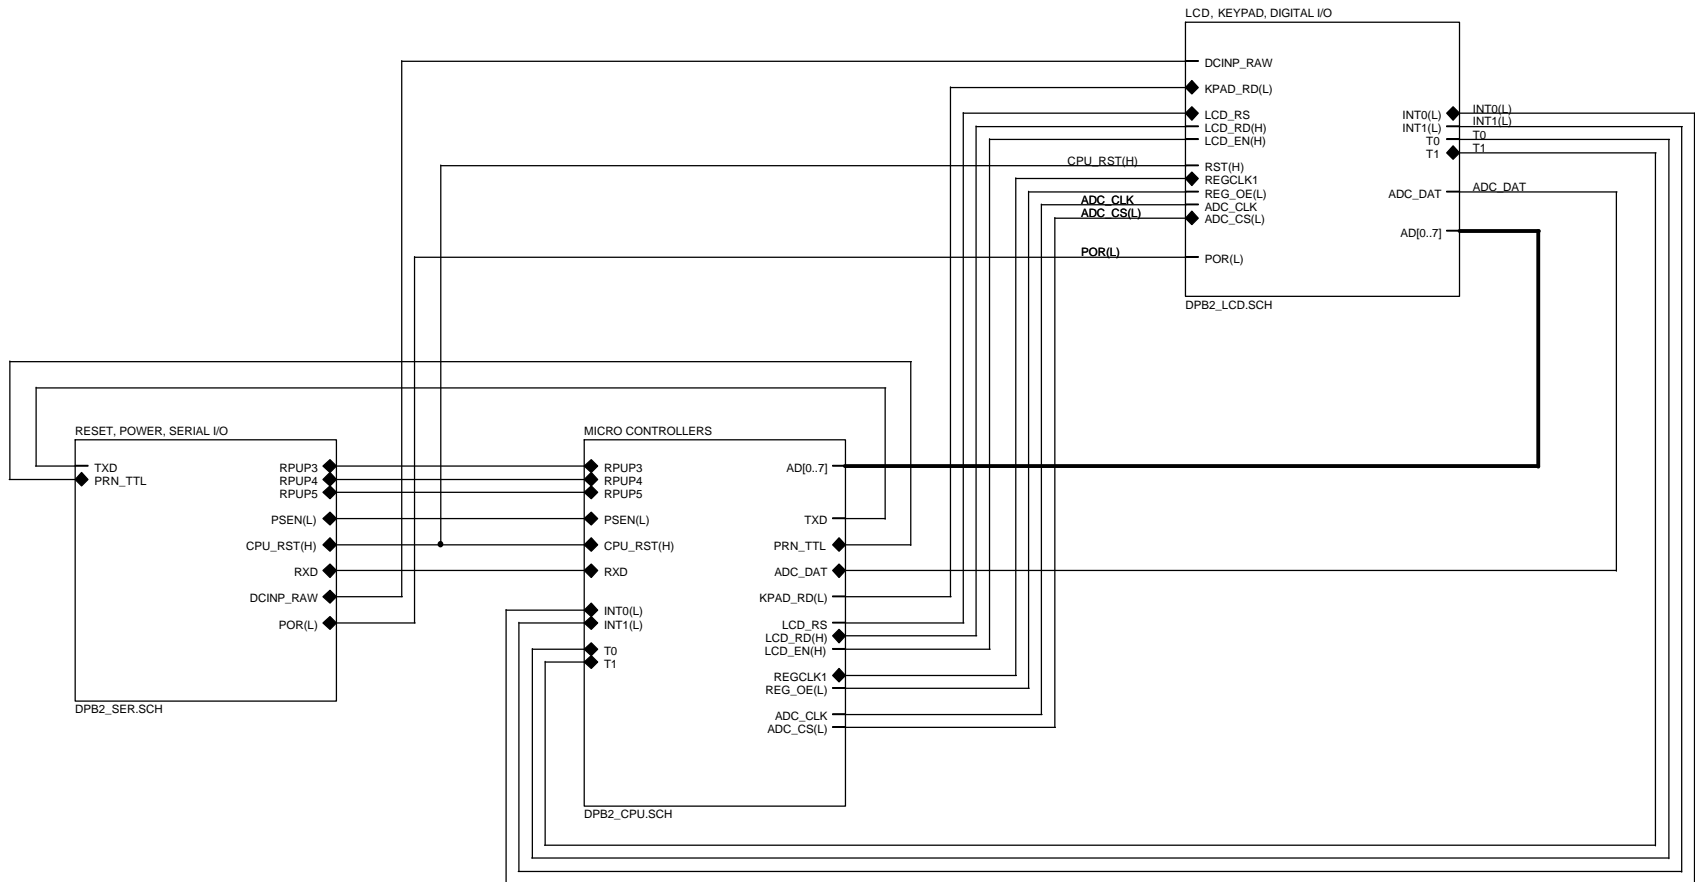 LCD, KEYPAD, DIGITAL I/O
DCINP_RAW
KPAD_RD(L)
LCD_RS
LCD_RD(H)
LCD_EN(H)
CPU_RST(H)
RST(H)
REGCLK1
REG_OE(L)
ADC_CLK
ADC_CLK
ADC_CS(L)
ADC_CS(L)
POR(L)
POR(L)
INT0(L)
INT0(L)
INT1(L)
INT1(L)
T0
T0
T1
T1
ADC_DAT
ADC_DAT
AD[0..7]
DPB2_LCD.SCH
RESET, POWER, SERIAL I/O
TXD
PRN_TTL
RPUP3
RPUP4
RPUP5
PSEN(L)
CPU_RST(H)
RXD
DCINP_RAW
POR(L)
DPB2_SER.SCH
MICRO CONTROLLERS
RPUP3
RPUP4
RPUP5
PSEN(L)
CPU_RST(H)
RXD
INT0(L)
INT1(L)
T0
T1
AD[0..7]
TXD
PRN_TTL
ADC_DAT
KPAD_RD(L)
LCD_RS
LCD_RD(H)
LCD_EN(H)
REGCLK1
REG_OE(L)
ADC_CLK
ADC_CS(L)
DPB2_CPU.SCH